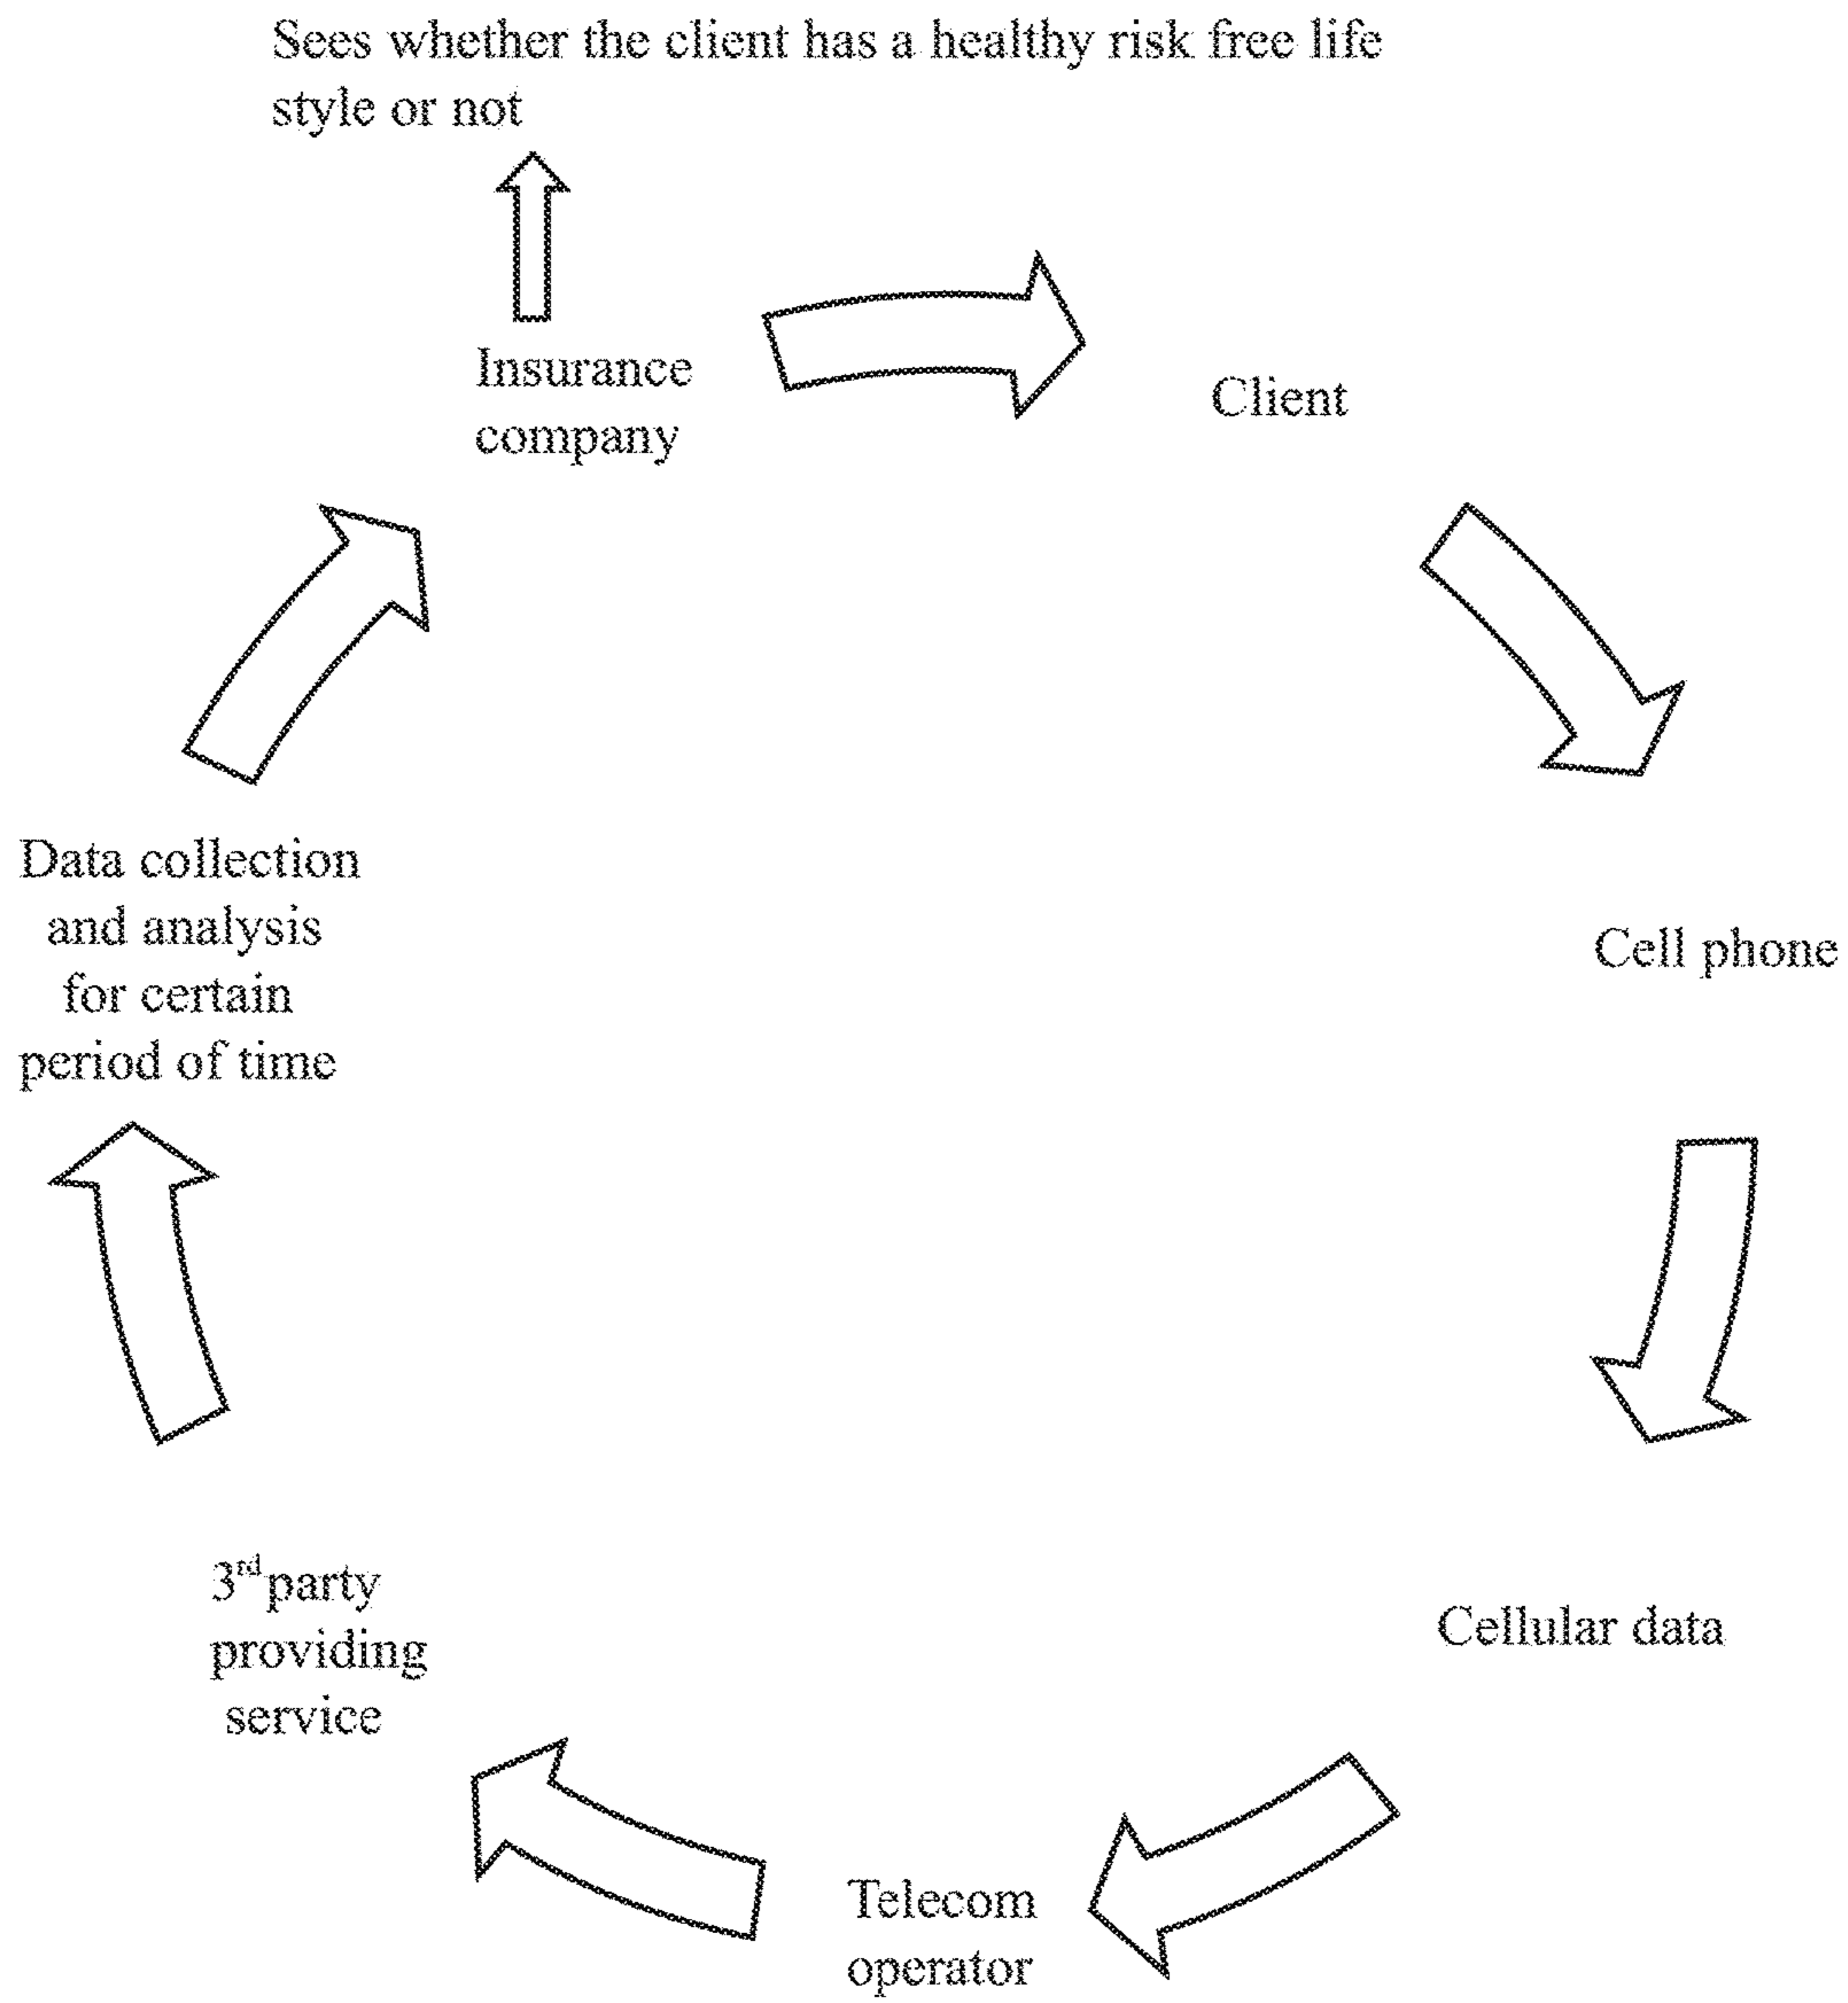 Sees whether the client has a healthy risk free life
style or not
Insurance
company
Client
Cell phone
Cellular data
Telecom
operator
3rd party
providing
service
Data collection
and analysis
for certain
period of time